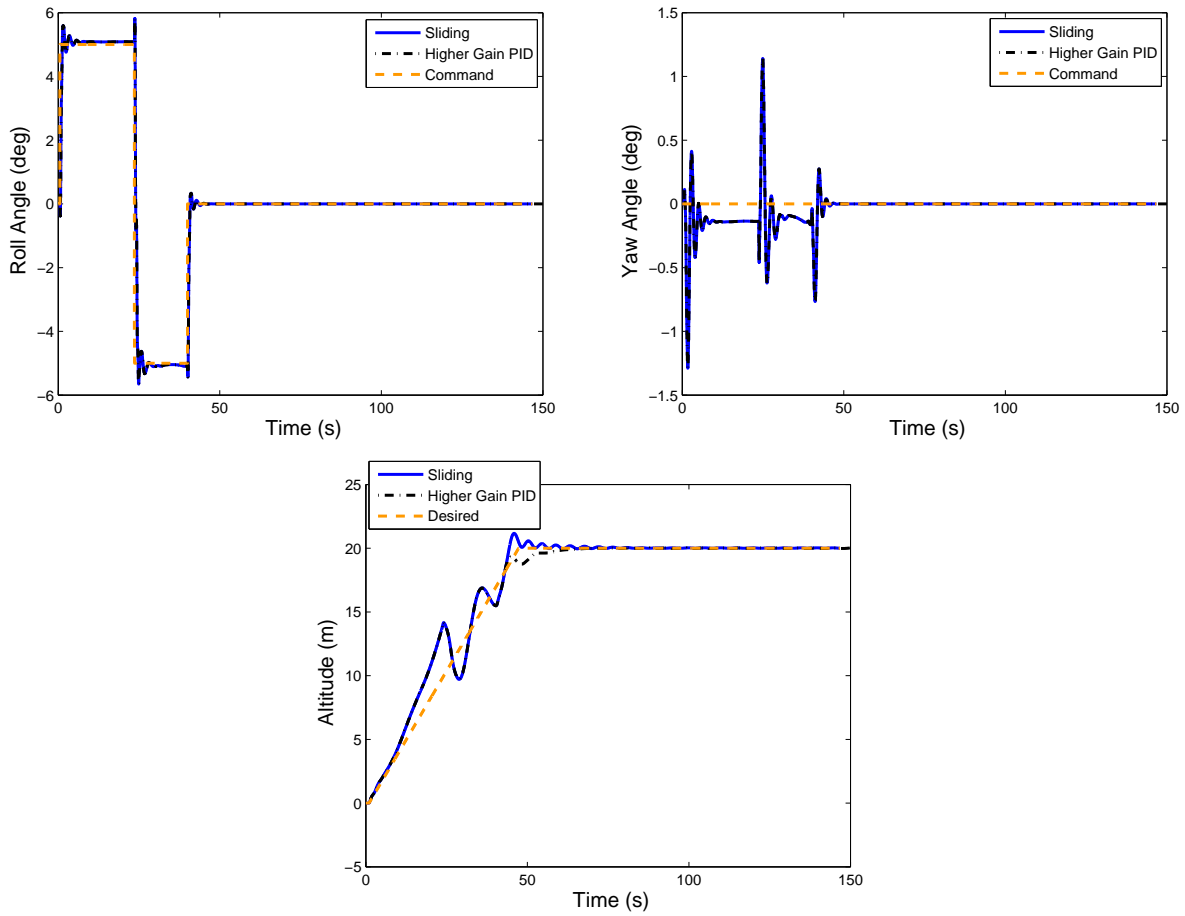 6
4
2
0
−2
−4
−6
0
50
100
150
Roll Angle (deg)
Time (s)
Sliding
Higher Gain PID
Command
1.5
1
0.5
0
−0.5
−1
−1.5
0
50
100
150
Yaw Angle (deg)
Time (s)
Sliding
Higher Gain PID
Command
25
20
15
10
5
0
−5
0
50
100
150
Altitude (m)
Time (s)
Sliding
Higher Gain PID
Desired